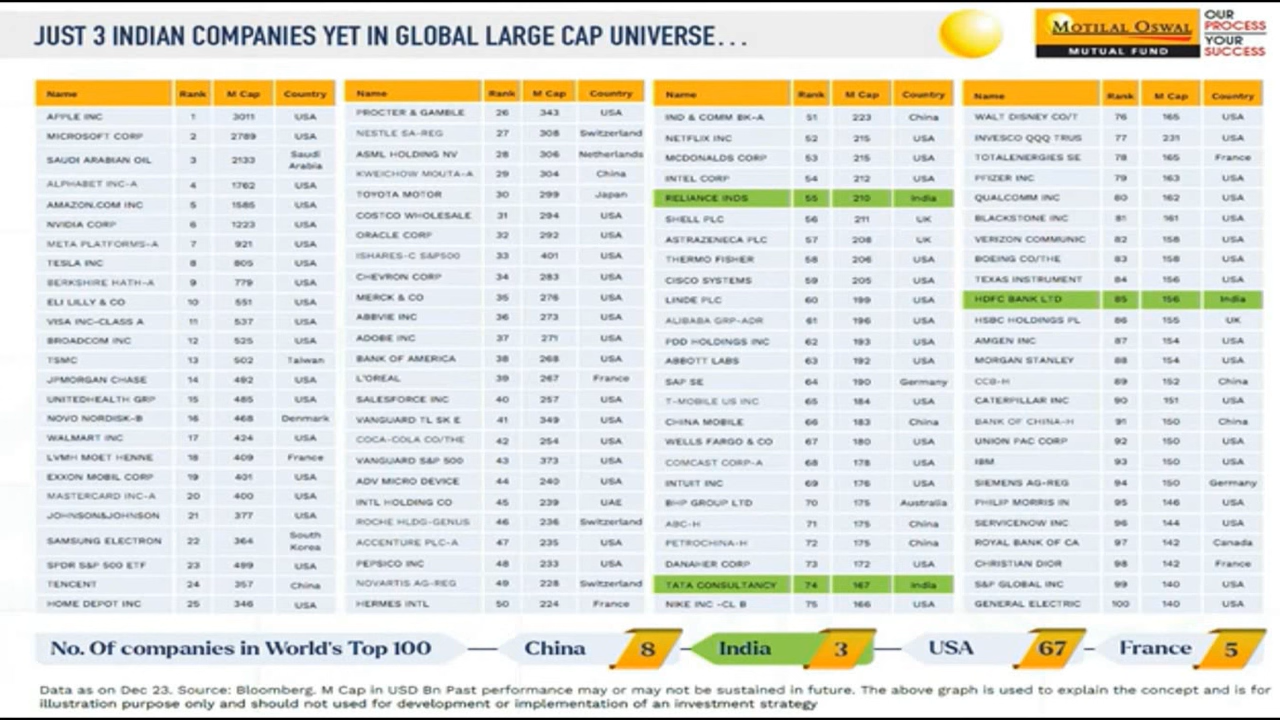 JUST 3 INDIAN COMPANIES YET IN GLOBAL LARGE CAP UNIVERSE...
MOTILAL OSWAL
MUTUAL FUND
OUR
PROCESS
YOUR
SUCCESS
Name Rank M Cap Country
APPLE INC 1 3011 USA
MICROSOFT CORP 2 2789 USA
SAUDI ARABIAN OIL 3 2133 Saudi Arabia
ALPHABET INC-A 4 1762 USA
AMAZON.COM INC 5 1585 USA
NVIDIA CORP 6 1223 USA
META PLATFORMS-A 7 921 USA
TESLA INC 8 805 USA
BERKSHIRE HATH-A 9 779 USA
ELI LILLY & CO 10 551 USA
VISA INC-CLASS A 11 537 USA
BROADCOM INC 12 525 USA
TSMC 13 502 Taiwan
JPMORGAN CHASE 14 492 USA
UNITEDHEALTH GRP 15 485 USA
NOVO NORDISK-B 16 468 Denmark
WALMART INC 17 424 USA
LVMH MOET HENNE 18 409 France
EXXON MOBIL CORP 19 401 USA
MASTERCARD INC-A 20 400 USA
JOHNSON&JOHNSON 21 377 USA
SAMSUNG ELECTRON 22 364 South Korea
SPDR S&P 500 ETF 23 499 USA
TENCENT 24 357 China
HOME DEPOT INC 25 346 USA
Name Rank M Cap Country
PROCTER & GAMBLE 26 343 USA
NESTLE SA-REG 27 308 Switzerland
ASML HOLDING NV 28 306 Netherlands
KWEICHOW MOUTA-A 29 304 China
TOYOTA MOTOR 30 299 Japan
COSTCO WHOLESALE 31 294 USA
ORACLE CORP 32 292 USA
ISHARES-C S&P500 33 401 USA
CHEVRON CORP 34 283 USA
MERCK & CO 35 276 USA
ABBVIE INC 36 273 USA
ADOBE INC 37 271 USA
BANK OF AMERICA 38 268 USA
L'OREAL 39 267 France
SALESFORCE INC 40 257 USA
VANGUARD TL SK E 41 349 USA
COCA-COLA CO/THE 42 254 USA
VANGUARD S&P 500 43 373 USA
ADV MICRO DEVICE 44 240 USA
INTL HOLDING CO 45 239 UAE
ROCHE HLDG-GENUS 46 236 Switzerland
ACCENTURE PLC-A 47 235 USA
PEPSICO INC 48 233 USA
NOVARTIS AG-REG 49 228 Switzerland
HERMES INTL 50 224 France
Name Rank M Cap Country
IND & COMM BK-A 51 223 China
NETFLIX INC 52 215 USA
MCDONALDS CORP 53 215 USA
INTEL CORP 54 212 USA
RELIANCE INDS 55 210 India
SHELL PLC 56 211 UK
ASTRAZENECA PLC 57 208 UK
THERMO FISHER 58 206 USA
CISCO SYSTEMS 59 205 USA
LINDE PLC 60 199 USA
ALIBABA GRP-ADR 61 196 USA
PDD HOLDINGS INC 62 193 USA
ABBOTT LABS 63 192 USA
SAP SE 64 190 Germany
T-MOBILE US INC 65 184 USA
CHINA MOBILE 66 183 China
WELLS FARGO & CO 67 180 USA
COMCAST CORP-A 68 178 USA
INTUIT INC 69 176 USA
BHP GROUP LTD 70 175 Australia
ABC-H 71 175 China
PETROCHINA-H 72 175 China
DANAHER CORP 73 172 USA
TATA CONSULTANCY 74 167 India
NIKE INC -CL B 75 166 USA
Name Rank M Cap Country
WALT DISNEY CO/T 76 165 USA
INVESCO QQQ TRUS 77 231 USA
TOTALENERGIES SE 78 165 France
PFIZER INC 79 163 USA
QUALCOMM INC 80 162 USA
BLACKSTONE INC 81 161 USA
VERIZON COMMUNIC 82 158 USA
BOEING CO/THE 83 158 USA
TEXAS INSTRUMENT 84 156 USA
HDFC BANK LTD 85 156 India
HSBC HOLDINGS PL 86 155 UK
AMGEN INC 87 154 USA
MORGAN STANLEY 88 154 USA
CCB-H 89 152 China
CATERPILLAR INC 90 151 USA
BANK OF CHINA-H 91 150 China
UNION PAC CORP 92 150 USA
IBM 93 150 USA
SIEMENS AG-REG 94 150 Germany
PHILIP MORRIS IN 95 146 USA
SERVICENOW INC 96 144 USA
ROYAL BANK OF CA 97 142 Canada
CHRISTIAN DIOR 98 142 France
S&P GLOBAL INC 99 140 USA
GENERAL ELECTRIC 100 140 USA
No. Of companies in World's Top 100 China 8 India 3 USA 67 France 5
Data as on Dec 23. Source: Bloomberg. M Cap in USD Bn Past performance may or may not be sustained in future. The above graph is used to explain the concept and is for
illustration purpose only and should not used for development or implementation of an investment strategy